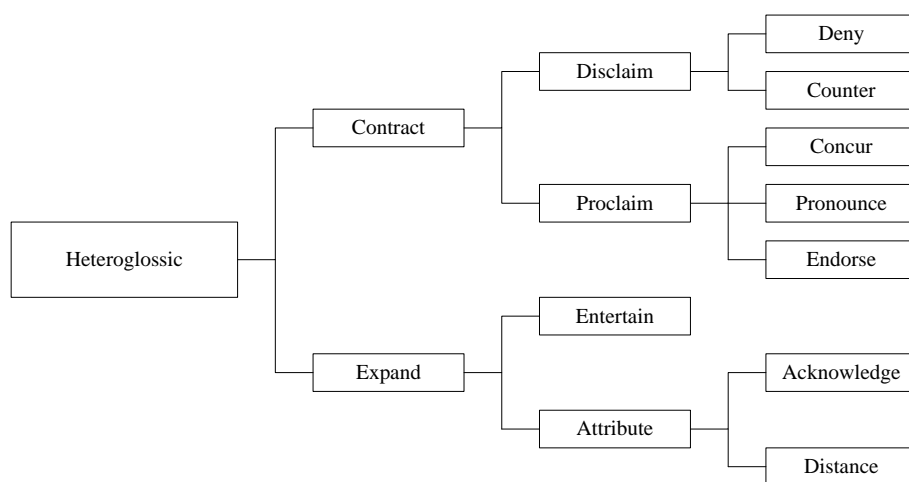 Deny
Disclaim
Counter
Contract
Concur
Proclaim
Pronounce
Heteroglossic
Endorse
Entertain
Expand
Acknowledge
Attribute
Distance